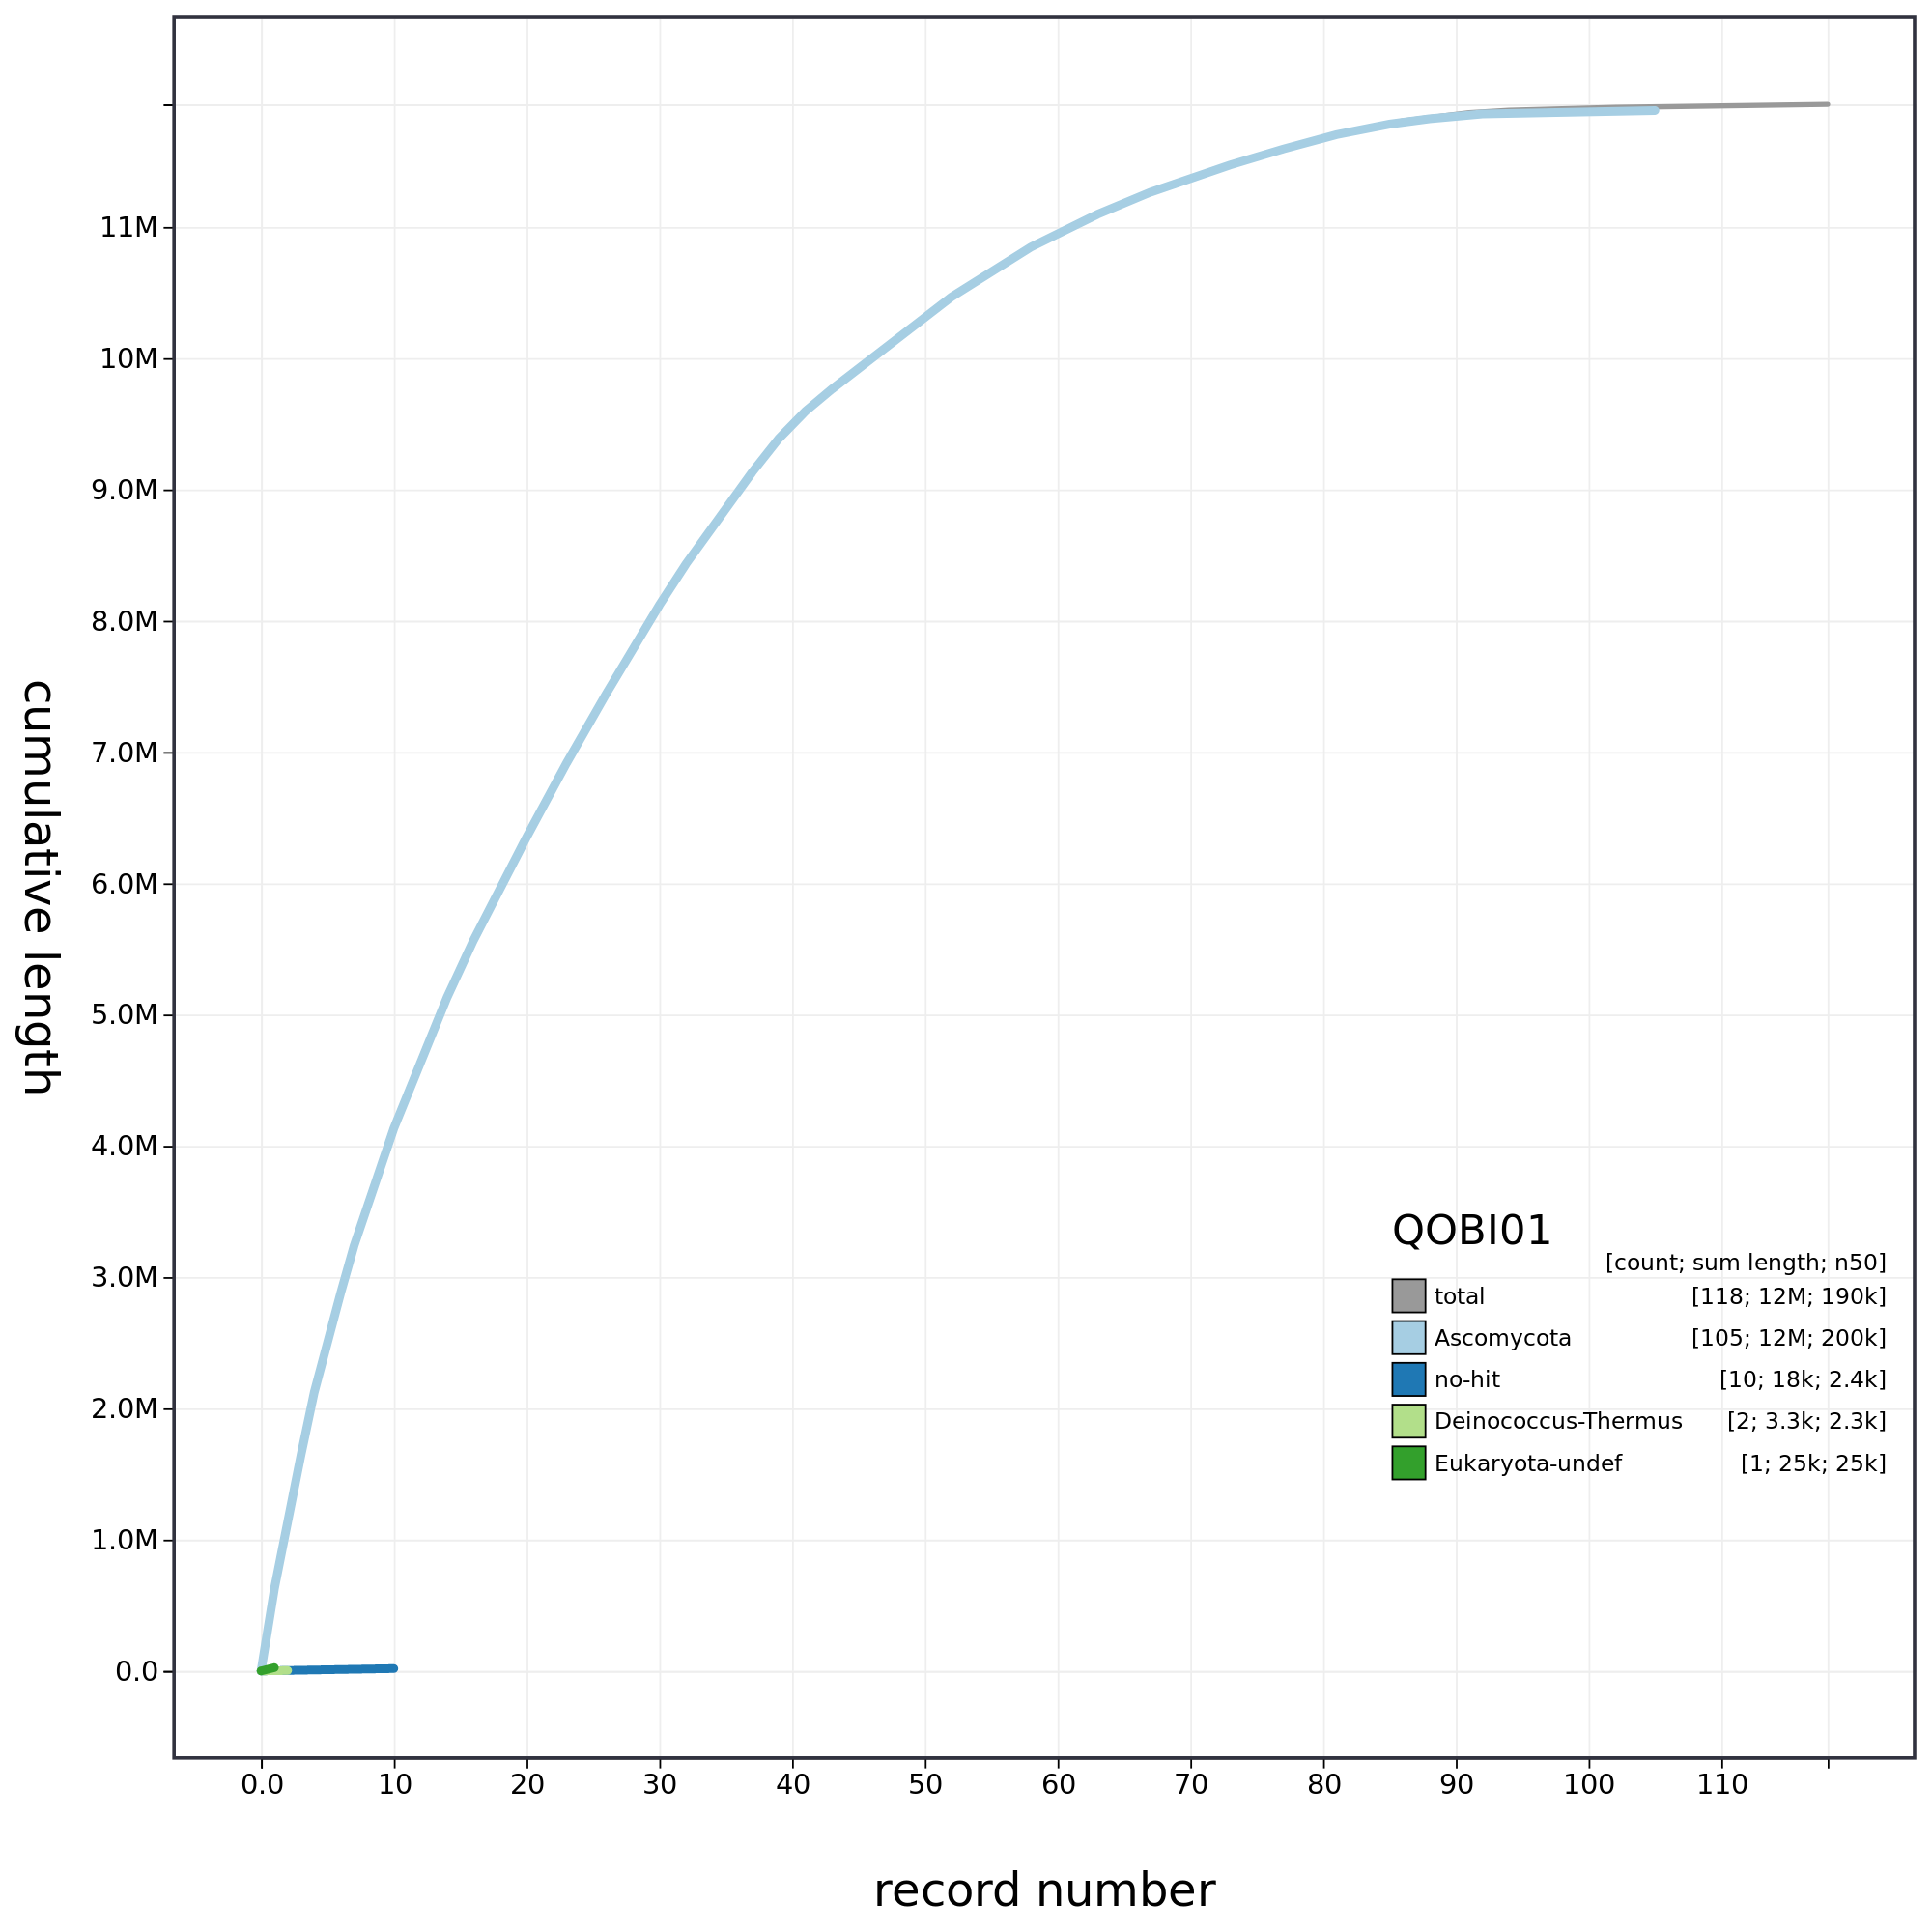 cumulative length
11M
10M
9.0M
8.0M
7.0M
6.0M
5.0M
4.0M
3.0M
2.0M
1.0M
0.0
QOBI01
[count; sum length; n50]
total [118; 12M; 190k]
Ascomycota [105; 12M; 200k]
no-hit [10; 18k; 2.4k]
Deinococcus-Thermus [2; 3.3k; 2.3k]
Eukaryota-undef [1; 25k; 25k]
0.0 10 20 30 40 50 60 70 80 90 100 110
record number